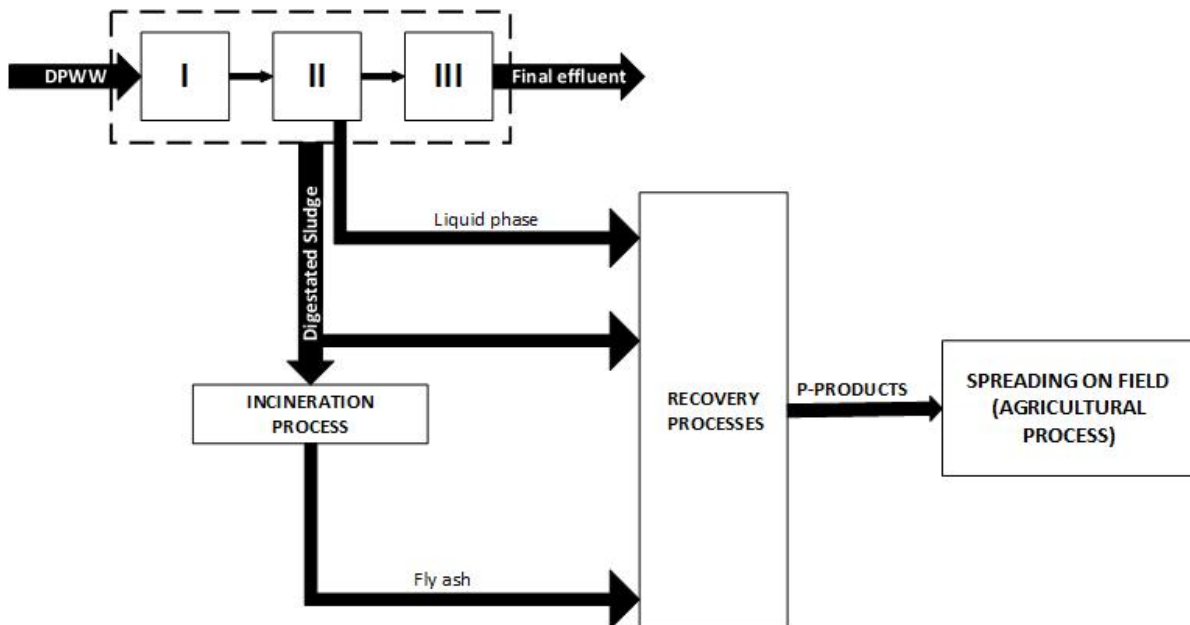 DPWW
I
II
III
Final effluent
Digestated Sludge
Liquid phase
INCINERATION
PROCESS
Fly ash
RECOVERY
PROCESSES
P-PRODUCTS
SPREADING ON FIELD
(AGRICULTURAL
PROCESS)